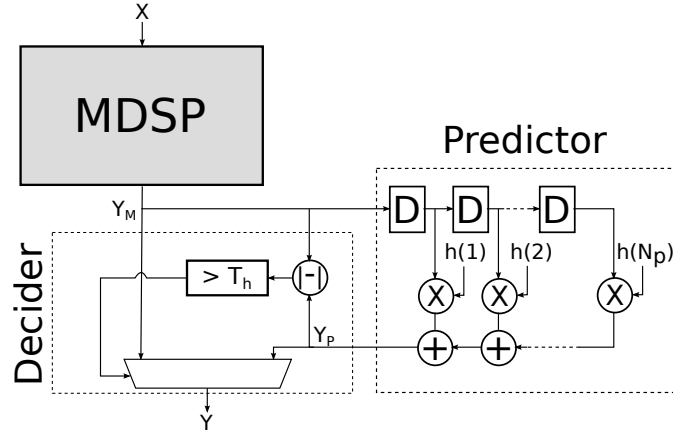 X
MDSP
Predictor
Y_M
D D D
h(1) h(2) h(N_p)
> T_h |-|
X X X
Y_P
+ +
Decider
Y